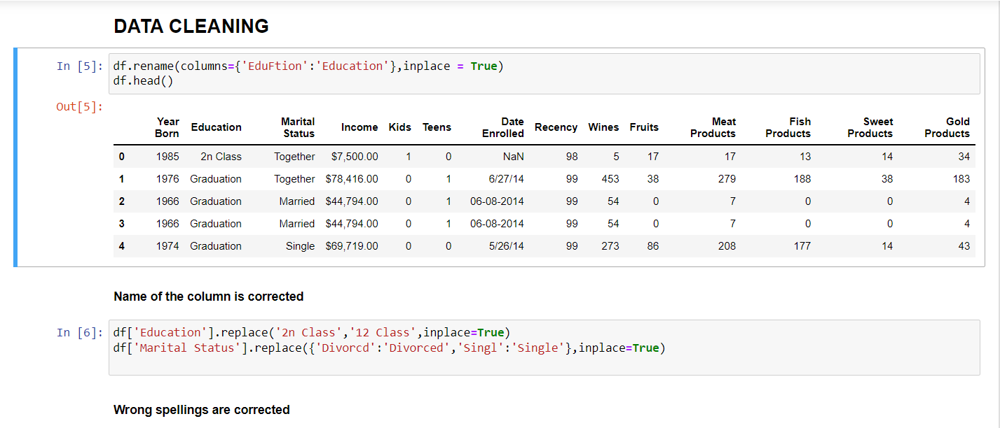 DATA CLEANING
In [5]: df.rename(columns={'EduFtion':'Education'},inplace = True)
df.head()
Out[5]:
Year Born Education Marital Status Income Kids Teens Date Enrolled Recency Wines Fruits Meat Products Fish Products Sweet Products Gold Products
0 1985 2n Class Together $7,500.00 1 0 NaN 98 5 17 17 13 14 34
1 1976 Graduation Together $78,416.00 0 1 6/27/14 99 453 38 279 188 38 183
2 1966 Graduation Married $44,794.00 0 1 06-08-2014 99 54 0 7 0 0 4
3 1966 Graduation Married $44,794.00 0 1 06-08-2014 99 54 0 7 0 0 4
4 1974 Graduation Single $69,719.00 0 0 5/26/14 99 273 86 208 177 14 43
Name of the column is corrected
In [6]: df['Education'].replace('2n Class','12 Class',inplace=True)
df['Marital Status'].replace({'Divorcd':'Divorced','Singl':'Single'},inplace=True)
Wrong spellings are corrected